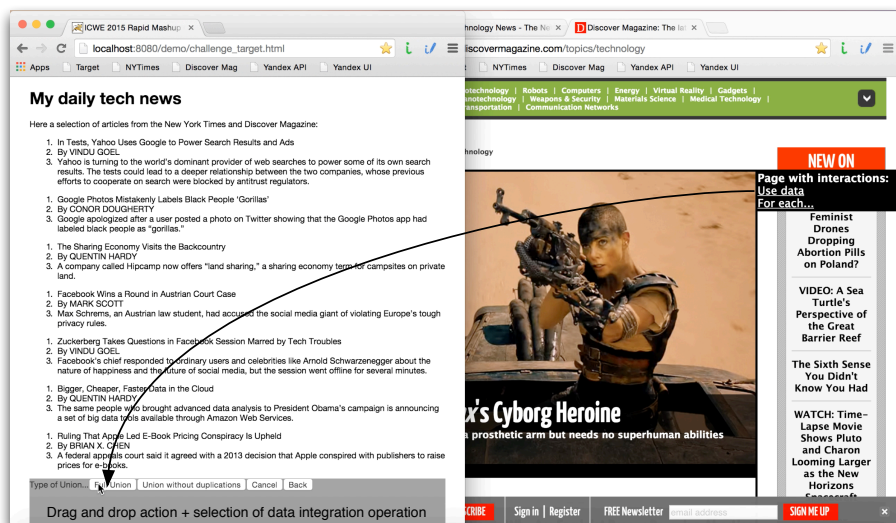 ICWE 2015 Rapid Mashup ×
localhost:8080/demo/challenge_target.html
Apps Target NYTimes Discover Mag Yandex API Yandex UI
My daily tech news
Here a selection of articles from the New York Times and Discover Magazine:
1. In Tests, Yahoo Uses Google to Power Search Results and Ads
2. By VINDU GOEL
3. Yahoo is turning to the world's dominant provider of web searches to power some of its own search
results. The tests could lead to a deeper relationship between the two companies, whose previous
efforts to cooperate on search were blocked by antitrust regulators.
1. Google Photos Mistakenly Labels Black People 'Gorillas'
2. By CONOR DOUGHERTY
3. Google apologized after a user posted a photo on Twitter showing that the Google Photos app had
labeled black people as "gorillas."
1. The Sharing Economy Visits the Backcountry
2. By QUENTIN HARDY
3. A company called Hipcamp now offers "land sharing," a sharing economy term for campsites on private
land.
1. Facebook Wins a Round in Austrian Court Case
2. By MARK SCOTT
3. Max Schrems, an Austrian law student, had accused the social media giant of violating Europe's tough
privacy rules.
1. Zuckerberg Takes Questions in Facebook Session Marred by Tech Troubles
2. By VINDU GOEL
3. Facebook's chief responded to ordinary users and celebrities like Arnold Schwarzenegger about the
nature of happiness and the future of social media, but the session went offline for several minutes.
1. Bigger, Cheaper, Faster Data in the Cloud
2. By QUENTIN HARDY
3. The same people who brought advanced data analysis to President Obama's campaign is announcing
a set of big data tools available through Amazon Web Services.
1. Ruling That Apple Led E-Book Pricing Conspiracy Is Upheld
2. By BRIAN X. CHEN
3. A federal appeals court said it agreed with a 2013 decision that Apple conspired with publishers to raise
prices for e-books.
Type of Union... Full Union Union without duplications Cancel Back
Drag and drop action + selection of data integration operation
hnology News - The Ne × D Discover Magazine: The lat ×
iscovermagazine.com/topics/technology
NYTimes Discover Mag Yandex API Yandex UI
otechnology | Robots | Computers | Energy | Virtual Reality | Gadgets |
anotechnology | Weapons & Security | Materials Science | Medical Technology |
ansportation | Communication Networks
hnology
NEW ON
Page with interactions:
Use data
For each...
Feminist
Drones
Dropping
Abortion Pills
on Poland?
VIDEO: A Sea
Turtle's
Perspective of
the Great
Barrier Reef
The Sixth Sense
You Didn't
Know You Had
WATCH: Time-
Lapse Movie
Shows Pluto
and Charon
Looming Larger
as the New
Horizons
Spacecraft
x's Cyborg Heroine
a prosthetic arm but needs no superhuman abilities
CRIBE Sign in | Register FREE Newsletter email address SIGN ME UP ×